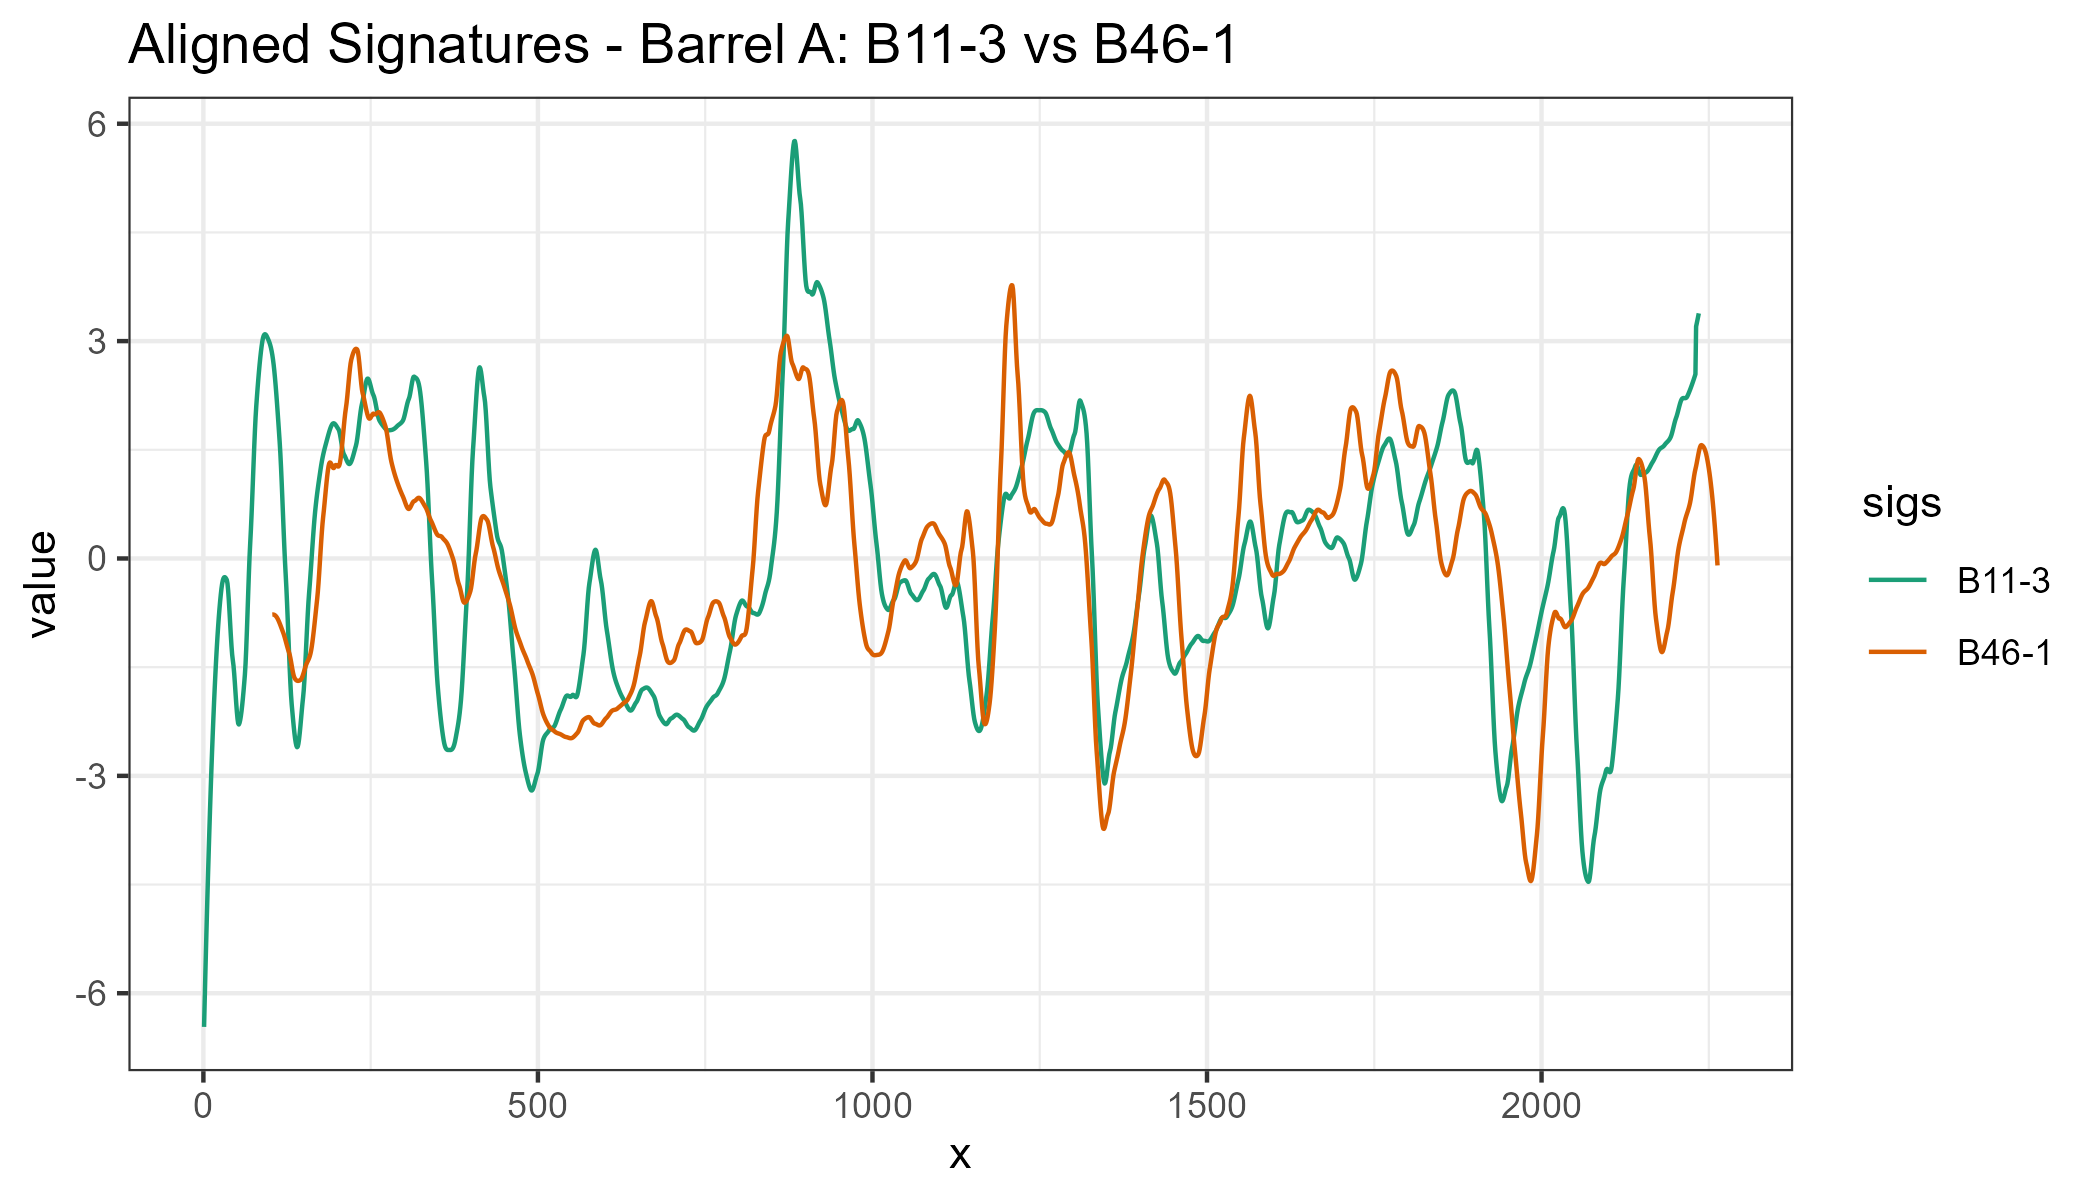 Aligned Signatures - Barrel A: B11-3 vs B46-1
6
3
0
-3
-6
value
0 500 1000 1500 2000
x
sigs
B11-3
B46-1